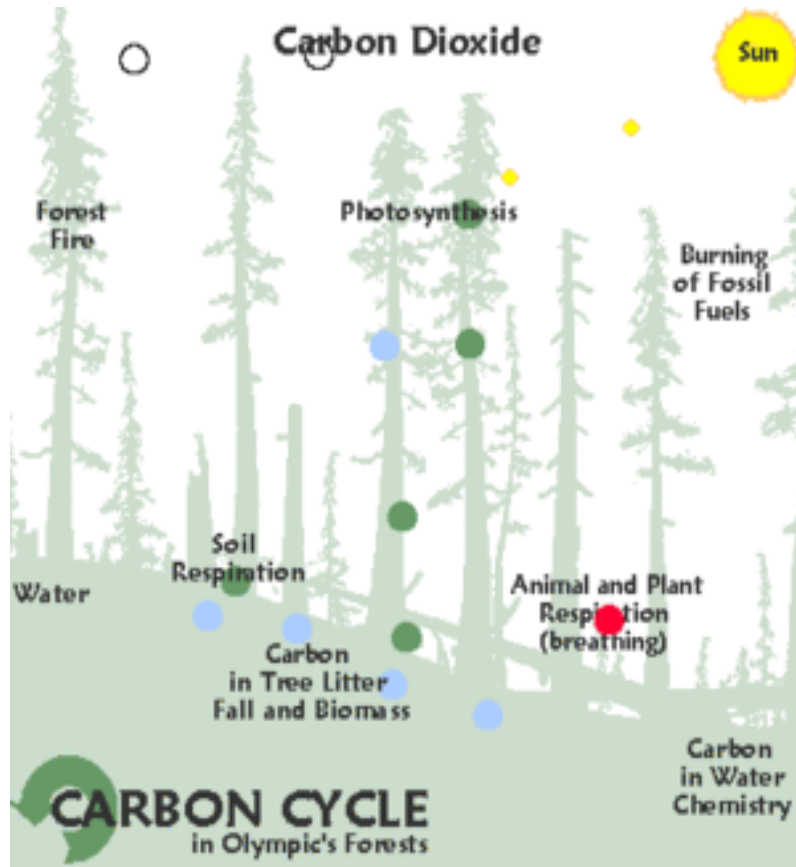 Carbon Dioxide
Sun
Forest
Fire
Photosynthesis
Burning
of Fossil
Fuels
Soil
Respiration
Water
Animal and Plant
Respiration
(breathing)
Carbon
in Tree Litter
Fall and Biomass
Carbon
in Water
Chemistry
CARBON CYCLE
in Olympic's Forests